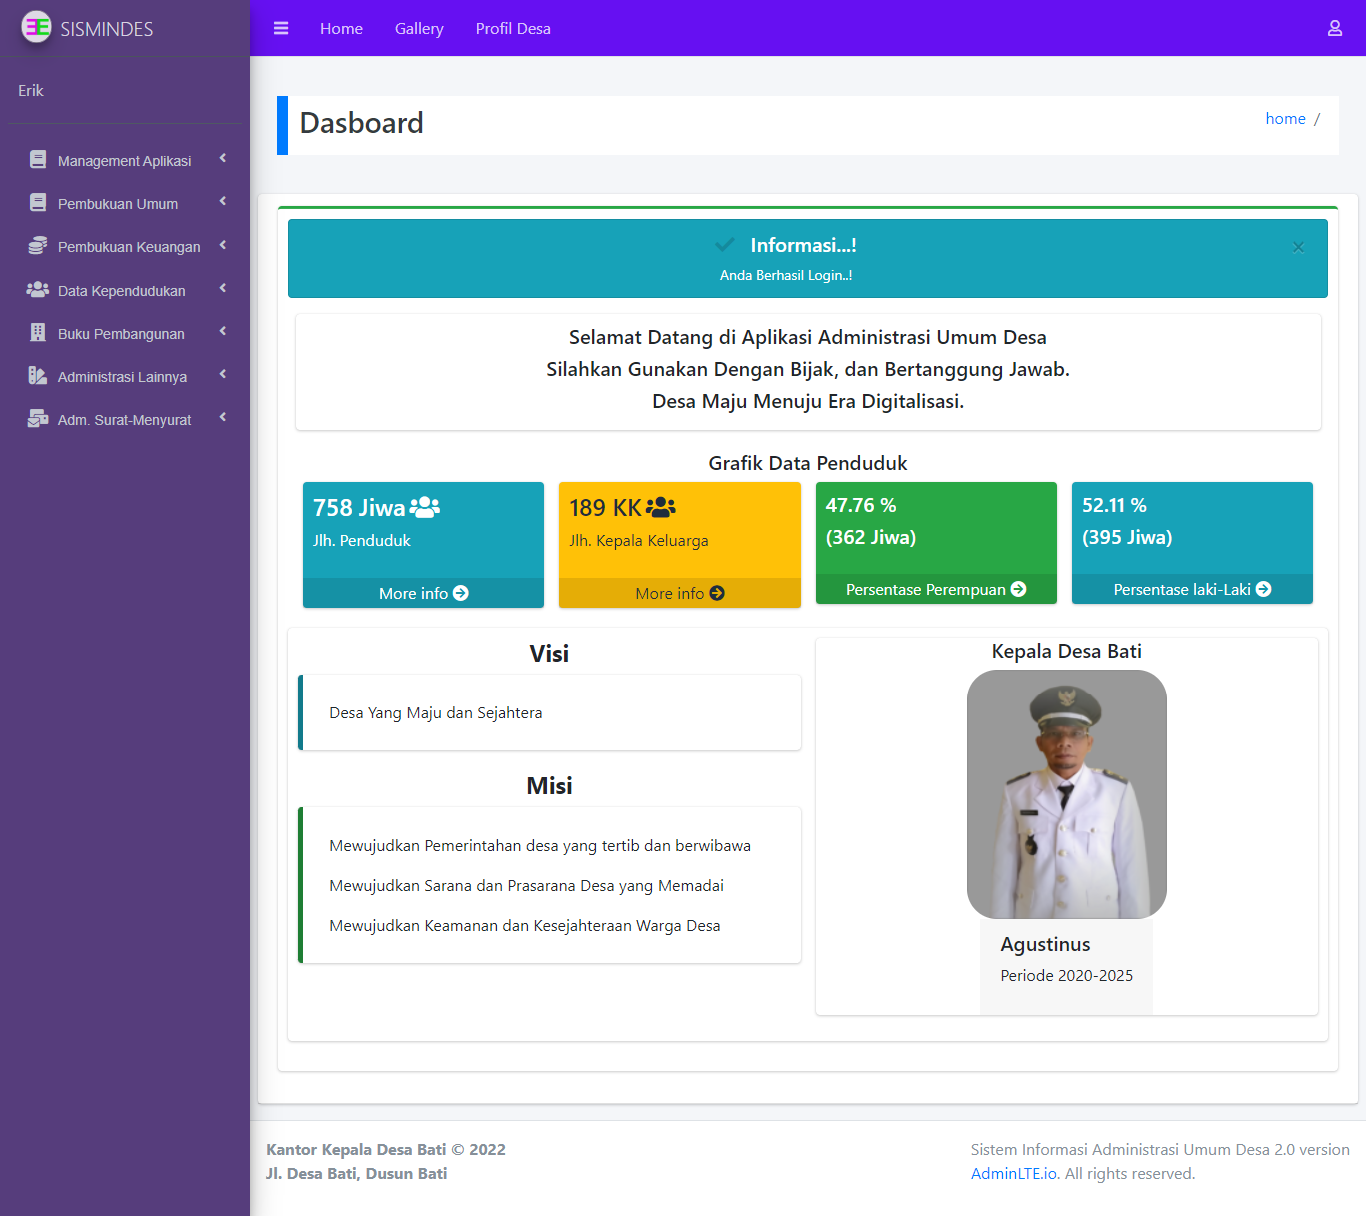 SISMINDES
Home
Gallery
Profil Desa
Erik
Management Aplikasi
Pembukuan Umum
Pembukuan Keuangan
Data Kependudukan
Buku Pembangunan
Administrasi Lainnya
Adm. Surat-Menyurat
Dasboard
home /
Informasi...!
×
Anda Berhasil Login..!
Selamat Datang di Aplikasi Administrasi Umum Desa
Silahkan Gunakan Dengan Bijak, dan Bertanggung Jawab.
Desa Maju Menuju Era Digitalisasi.
Grafik Data Penduduk
758 Jiwa
Jlh. Penduduk
More info
189 KK
Jlh. Kepala Keluarga
More info
47.76 %
(362 Jiwa)
Persentase Perempuan
52.11 %
(395 Jiwa)
Persentase laki-Laki
Visi
Desa Yang Maju dan Sejahtera
Misi
Mewujudkan Pemerintahan desa yang tertib dan berwibawa
Mewujudkan Sarana dan Prasarana Desa yang Memadai
Mewujudkan Keamanan dan Kesejahteraan Warga Desa
Kepala Desa Bati
Agustinus
Periode 2020-2025
Kantor Kepala Desa Bati © 2022
Jl. Desa Bati, Dusun Bati
Sistem Informasi Administrasi Umum Desa 2.0 version
AdminLTE.io. All rights reserved.